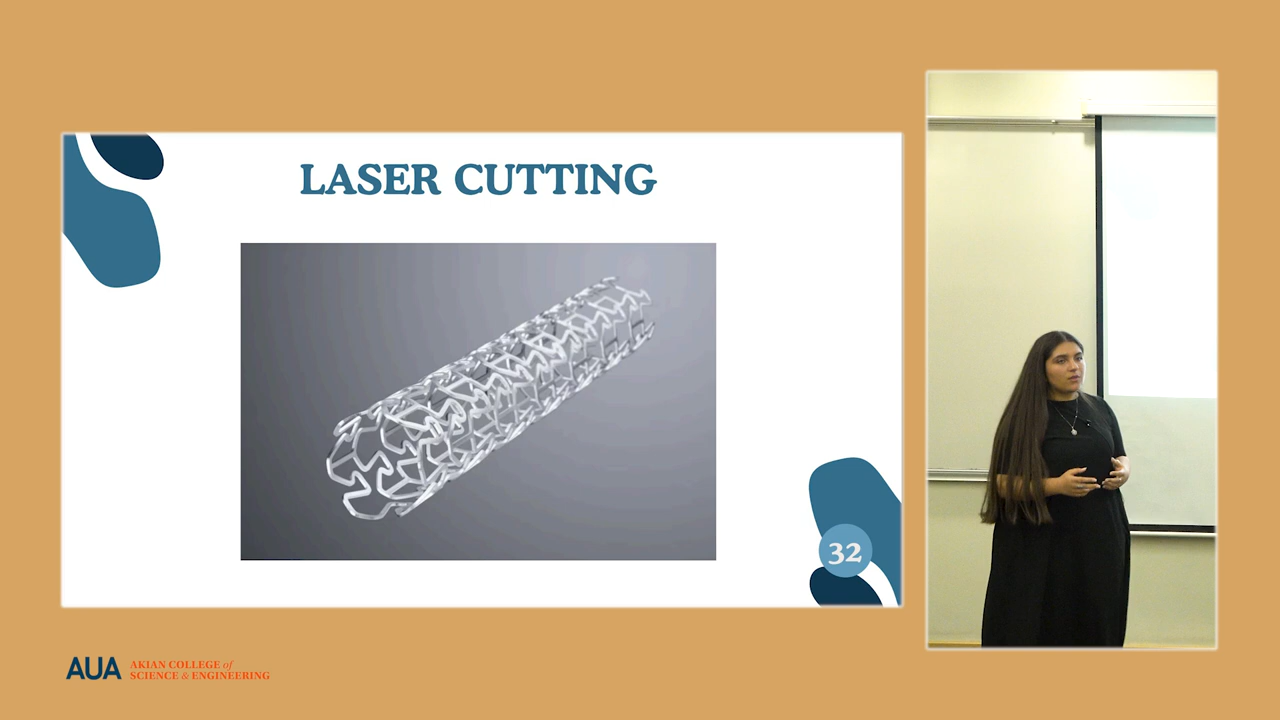 LASER CUTTING
32
AUA
AKIAN COLLEGE of
SCIENCE & ENGINEERING